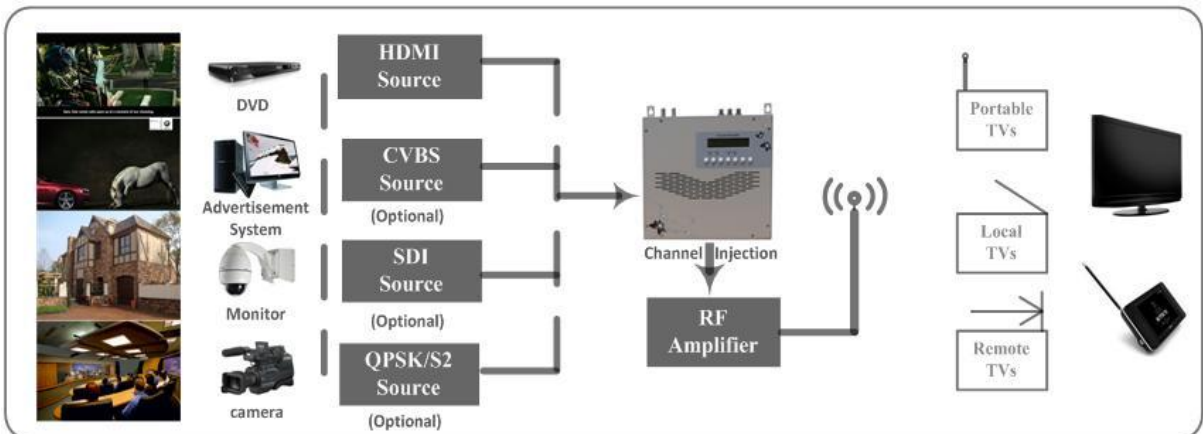 DVD
Advertisement
System
Monitor
camera
HDMI
Source
CVBS
Source
(Optional)
SDI
Source
(Optional)
QPSK/S2
Source
(Optional)
Channel Injection
RF
Amplifier
Portable
TVs
Local
TVs
Remote
TVs